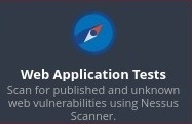 Web Application Tests
Scan for published and unknown
web vulnerabilities using Nessus
Scanner.